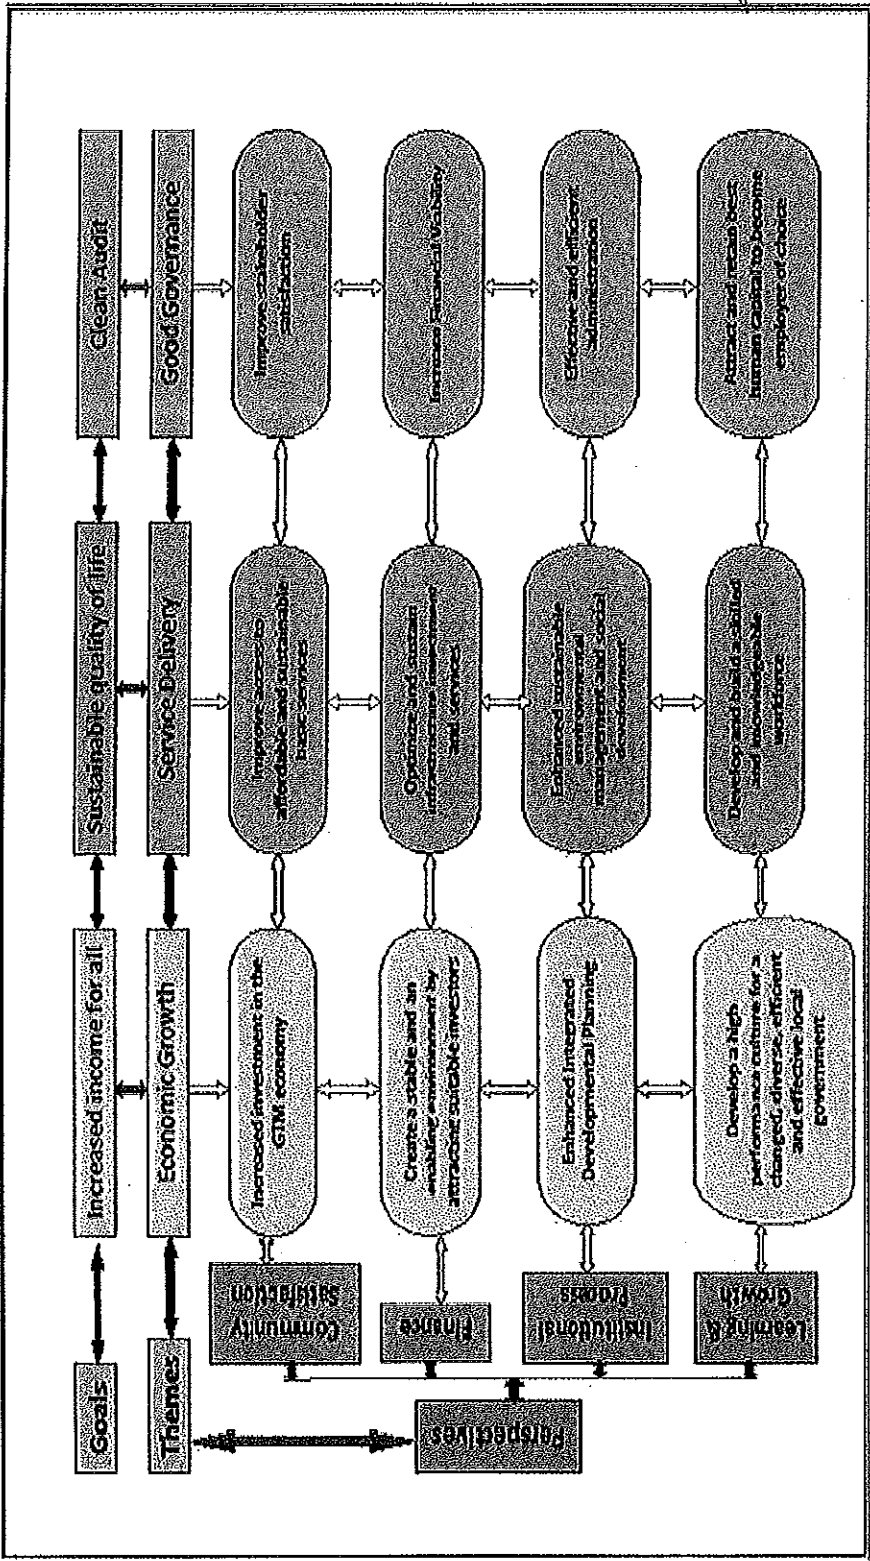 Goals
Increased income for all
Sustainable quality of life
Clean Audit
Themes
Economic Growth
Service Delivery
Good Governance
Perspectives
Community
Satisfaction
Increased investment in the
GTM economy
Improve access to
affordable and sustainable
basic services
Improve stakeholder
satisfaction
Finance
Create a stable and an
enabling environment by
attracting suitable investors
Optimize and sustain
infrastructure investment
and services
Increase Financial Viability
Institutional
Process
Enhanced Integrated
Developmental Planning
Enhanced sustainable
environmental
management and social
development
Effective and efficient
administration
Learning &
Growth
Develop a high
performance culture for a
changed, diverse, efficient
and effective local
government
Develop and build a skilled
and knowledgeable
workforce
Attract and retain best
human capital to become
employer of choice